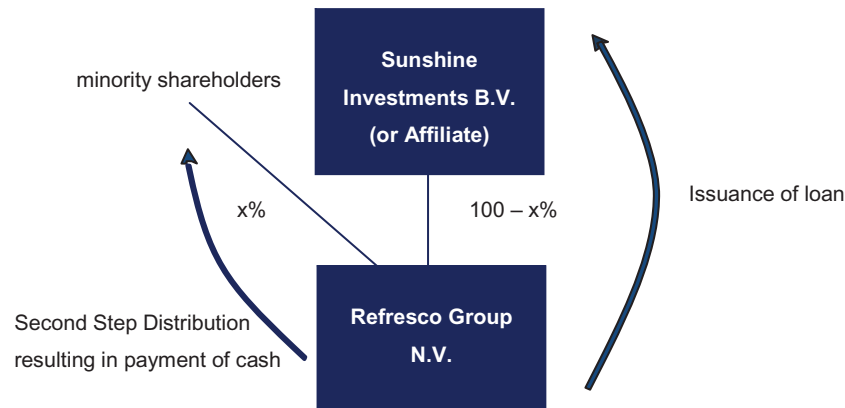 Sunshine
Investments B.V.
(or Affiliate)
minority shareholders
x%
100 – x%
Issuance of loan
Second Step Distribution
resulting in payment of cash
Refresco Group
N.V.